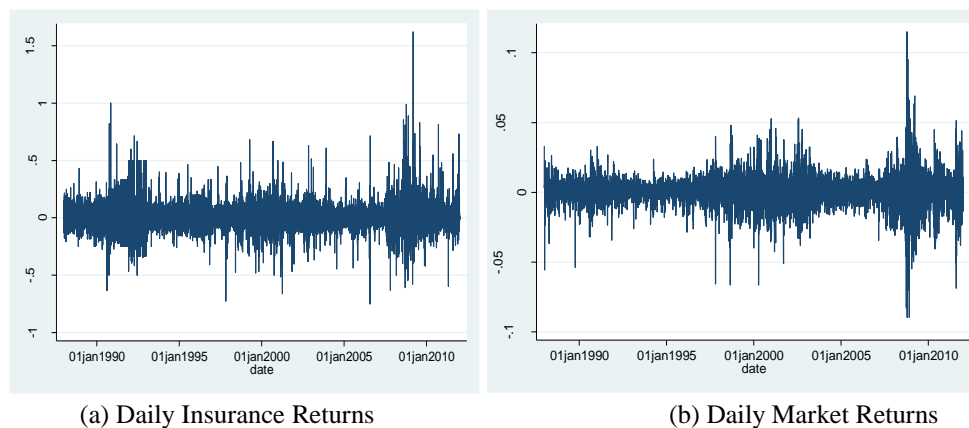 1.5
1
.5
0
-.5
-1
01jan1990 01jan1995 01jan2000 01jan2005 01jan2010
date
(a) Daily Insurance Returns
.1
.05
0
-.05
-.1
01jan1990 01jan1995 01jan2000 01jan2005 01jan2010
date
(b) Daily Market Returns